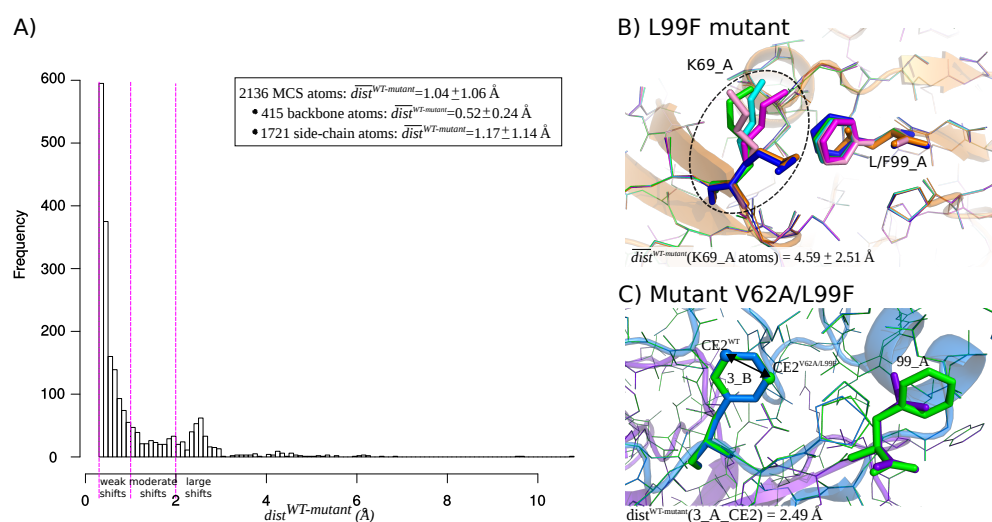 A)
600
500
400
300
200
100
0
Frequency
2136 MCS atoms: dist^WT-mutant=1.04±1.06 Å
• 415 backbone atoms: dist^WT-mutant=0.52±0.24 Å
• 1721 side-chain atoms: dist^WT-mutant=1.17±1.14 Å
weak shifts
moderate shifts
large shifts
0 2 4 6 8 10
dist^WT-mutant (Å)
B) L99F mutant
K69_A
L/F99_A
dist^WT-mutant(K69_A atoms) = 4.59 ± 2.51 Å
C) Mutant V62A/L99F
CE2^WT
CE2^V62A/L99F
3_B
99_A
dist^WT-mutant(3_A_CE2) = 2.49 Å